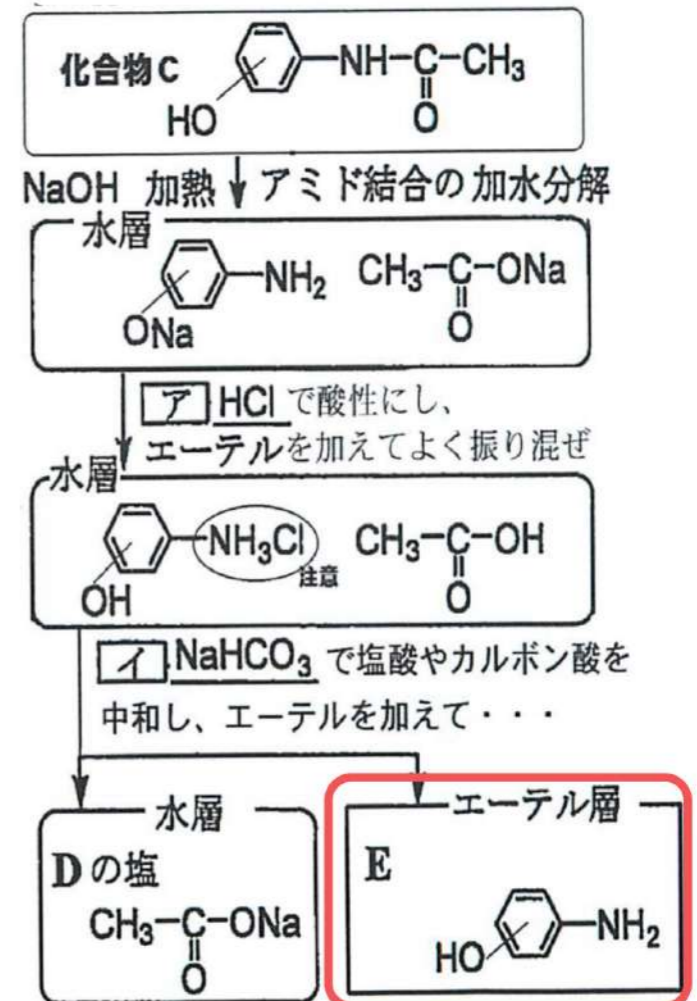 化合物C
NH-C-CH₃
O
HO
NaOH 加熱 アミド結合の加水分解
水層
NH₂ CH₃-C-ONa
O
ONa
ア HCl で酸性にし、
エーテルを加えてよく振り混ぜ
水層
NH₃Cl CH₃-C-OH
注意
OH
O
イ NaHCO₃ で塩酸やカルボン酸を
中和し、エーテルを加えて・・・
水層
Dの塩
CH₃-C-ONa
O
エーテル層
E
NH₂
HO